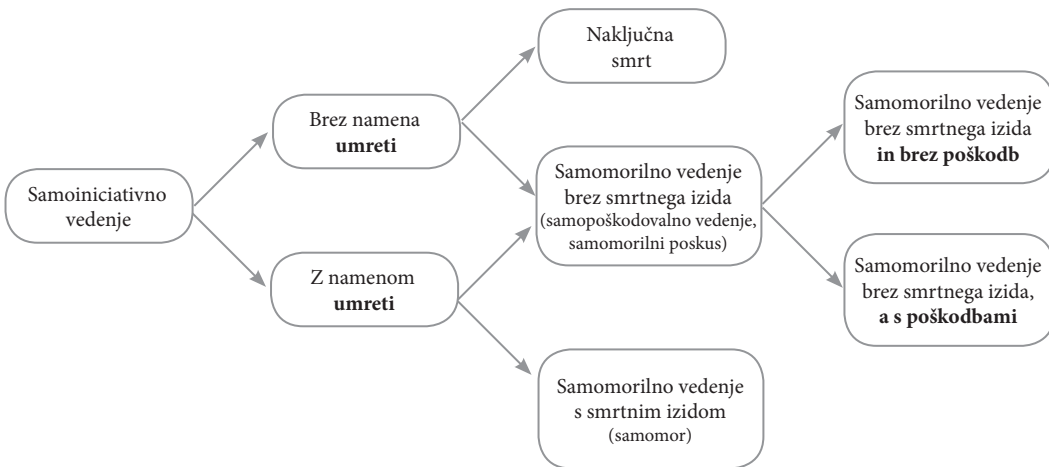 Samoiniciativno
vedenje
Brez namena
umreti
Z namenom
umreti
Naključna
smrt
Samomorilno vedenje
brez smrtnega izida
(samopoškodovalno vedenje,
samomorilni poskus)
Samomorilno vedenje
s smrtnim izidom
(samomor)
Samomorilno vedenje
brez smrtnega izida
in brez poškodb
Samomorilno vedenje
brez smrtnega izida,
a s poškodbami